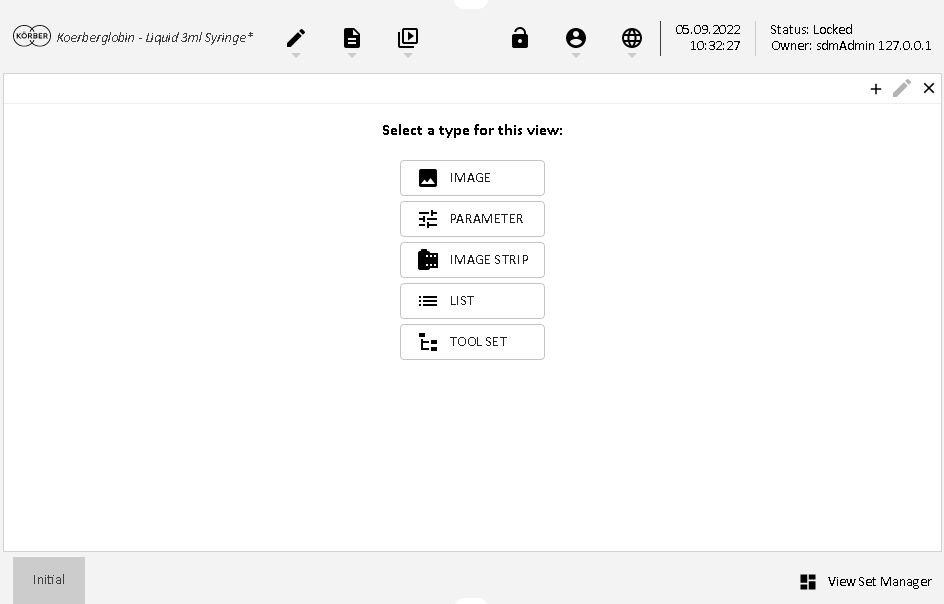 KÖRBER
Koerberglobin - Liquid 3ml Syringe*
05.09.2022
10:32:27
Status: Locked
Owner: sdmAdmin 127.0.0.1
Select a type for this view:
IMAGE
PARAMETER
IMAGE STRIP
LIST
TOOL SET
Initial
View Set Manager